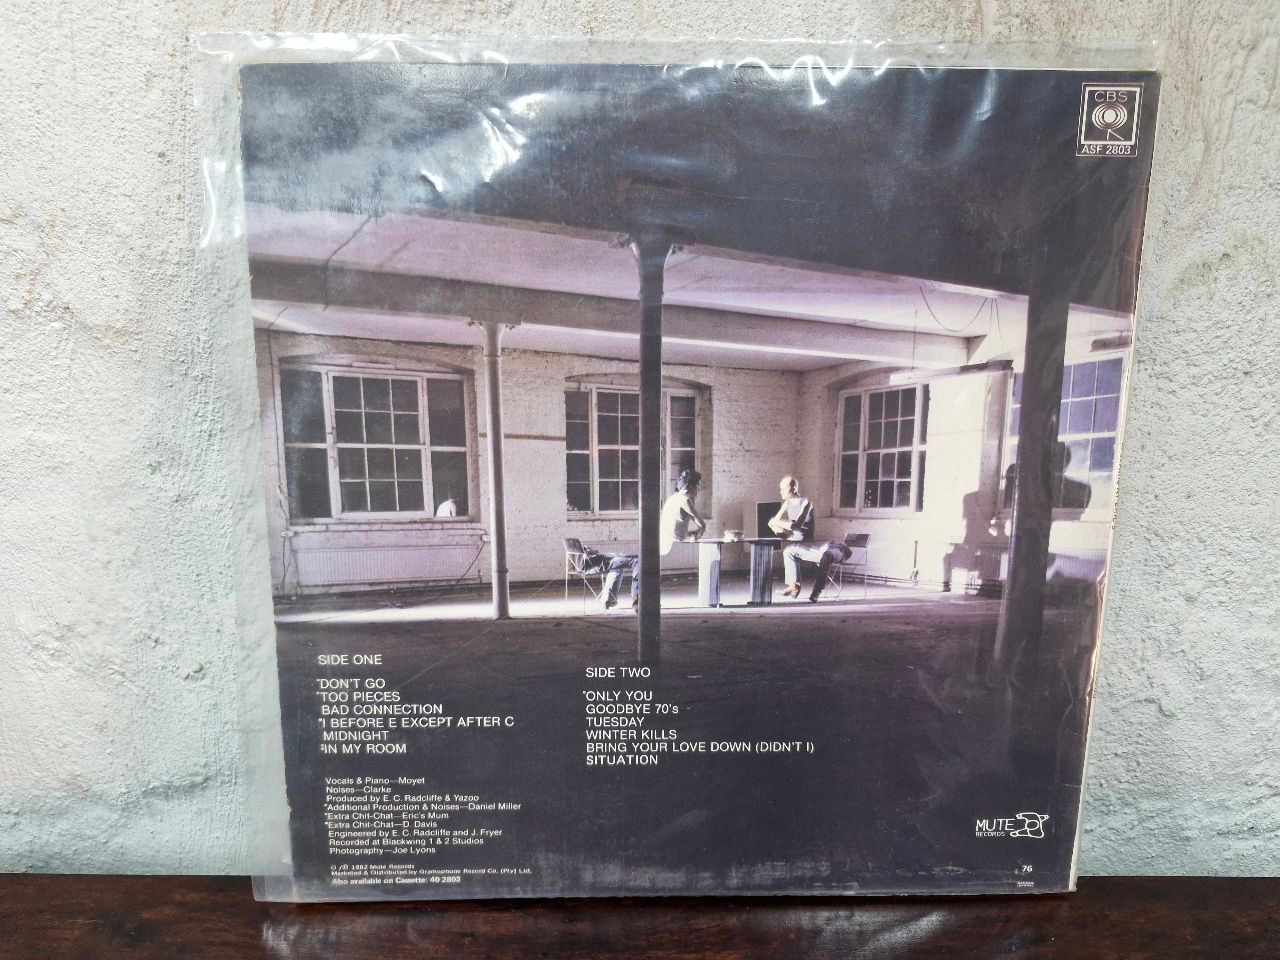 CBS
ASF 2803
SIDE ONE
*DON'T GO
*TOO PIECES
BAD CONNECTION
*I BEFORE E EXCEPT AFTER C
MIDNIGHT
IN MY ROOM
Vocals & Piano—Moyet
Noises—Clarke
Produced by E. C. Radcliffe & Yazoo
*Additional Production & Noises—Daniel Miller
*Extra Chit-Chat—Eric's Mum
*Extra Chit-Chat—D. Davis
Engineered by E. C. Radcliffe and J. Fryer
Recorded at Blackwing 1 & 2 Studios
Photography—Joe Lyons
© / ℗ 1982 Mute Records
Marketed & Distributed by Gramophone Record Co. (Pty) Ltd.
Also available on Cassette: 40 2803
SIDE TWO
*ONLY YOU
GOODBYE 70's
TUESDAY
WINTER KILLS
BRING YOUR LOVE DOWN (DIDN'T I)
SITUATION
MUTE
RECORDS
76